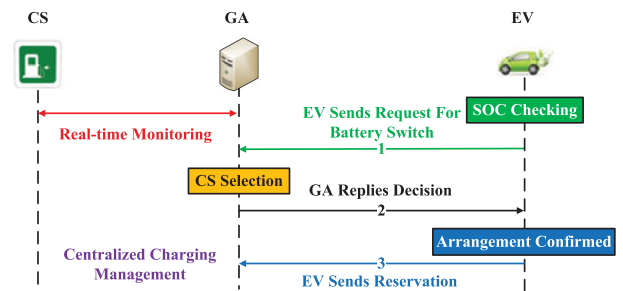 CS
GA
EV
SOC Checking
EV Sends Request For
Battery Switch
Real-time Monitoring
1
CS Selection
GA Replies Decision
2
Arrangement Confirmed
Centralized Charging
Management
3
EV Sends Reservation